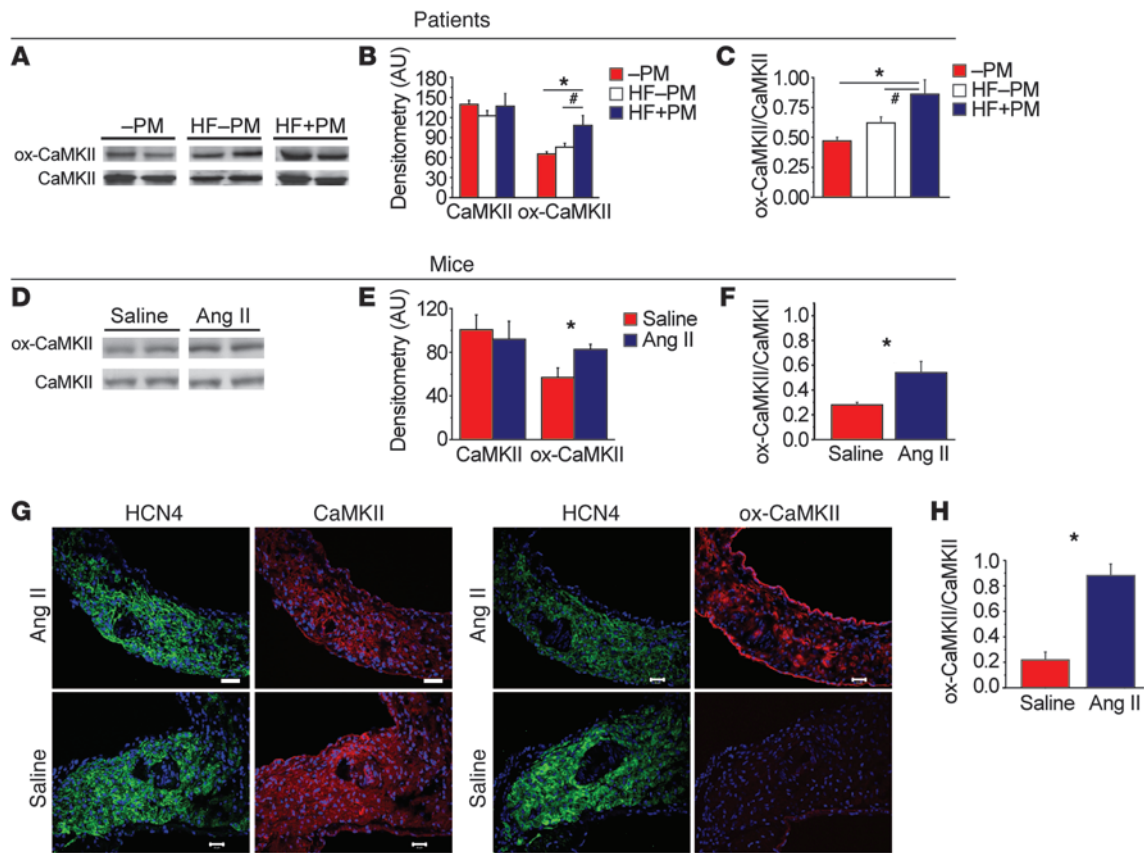 Patients
A
–PM HF–PM HF+PM
ox-CaMKII
CaMKII
B
Densitometry (AU)
180
150
120
90
60
30
0
*
#
CaMKII ox-CaMKII
–PM
HF–PM
HF+PM
C
ox-CaMKII/CaMKII
1.00
0.75
0.50
0.25
0.00
*
#
–PM
HF–PM
HF+PM
Mice
D
Saline Ang II
ox-CaMKII
CaMKII
E
Densitometry (AU)
120
80
40
0
*
CaMKII ox-CaMKII
Saline
Ang II
F
ox-CaMKII/CaMKII
1.0
0.8
0.6
0.4
0.2
0.0
*
Saline Ang II
G
HCN4 CaMKII HCN4 ox-CaMKII
Ang II Ang II
Saline Saline
H
ox-CaMKII/CaMKII
1.0
0.8
0.6
0.4
0.2
0.0
*
Saline Ang II